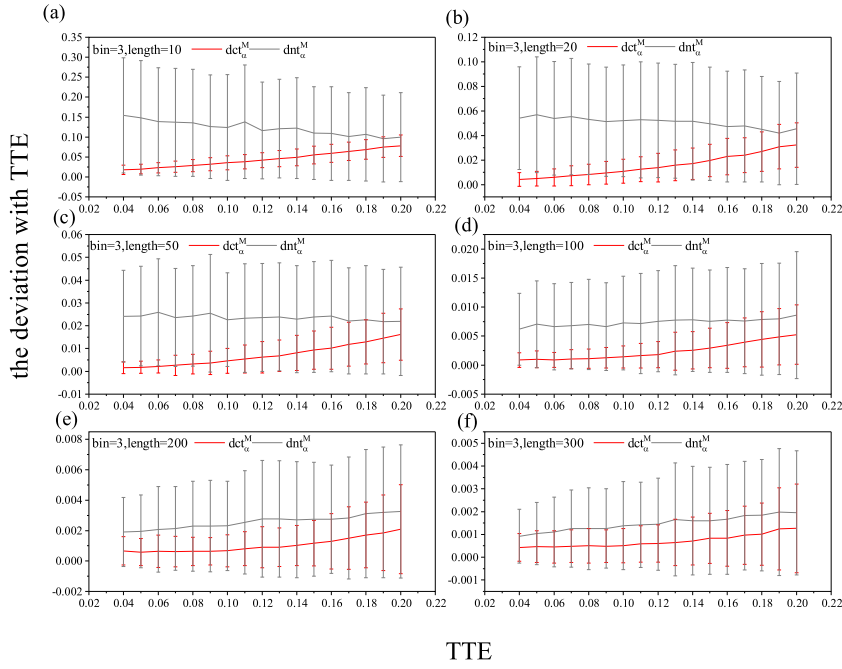 (a)
bin=3,length=10 dct_α^M dnt_α^M
0.35
0.30
0.25
0.20
0.15
0.10
0.05
0.00
-0.05
0.02 0.04 0.06 0.08 0.10 0.12 0.14 0.16 0.18 0.20 0.22
(b)
bin=3,length=20 dct_α^M dnt_α^M
0.12
0.10
0.08
0.06
0.04
0.02
0.00
0.02 0.04 0.06 0.08 0.10 0.12 0.14 0.16 0.18 0.20 0.22
(c)
bin=3,length=50 dct_α^M dnt_α^M
0.06
0.05
0.04
0.03
0.02
0.01
0.00
-0.01
0.02 0.04 0.06 0.08 0.10 0.12 0.14 0.16 0.18 0.20 0.22
(d)
bin=3,length=100 dct_α^M dnt_α^M
0.020
0.015
0.010
0.005
0.000
-0.005
0.02 0.04 0.06 0.08 0.10 0.12 0.14 0.16 0.18 0.20 0.22
(e)
bin=3,length=200 dct_α^M dnt_α^M
0.008
0.006
0.004
0.002
0.000
-0.002
0.02 0.04 0.06 0.08 0.10 0.12 0.14 0.16 0.18 0.20 0.22
(f)
bin=3,length=300 dct_α^M dnt_α^M
0.005
0.004
0.003
0.002
0.001
0.000
-0.001
0.02 0.04 0.06 0.08 0.10 0.12 0.14 0.16 0.18 0.20 0.22
the deviation with TTE
TTE